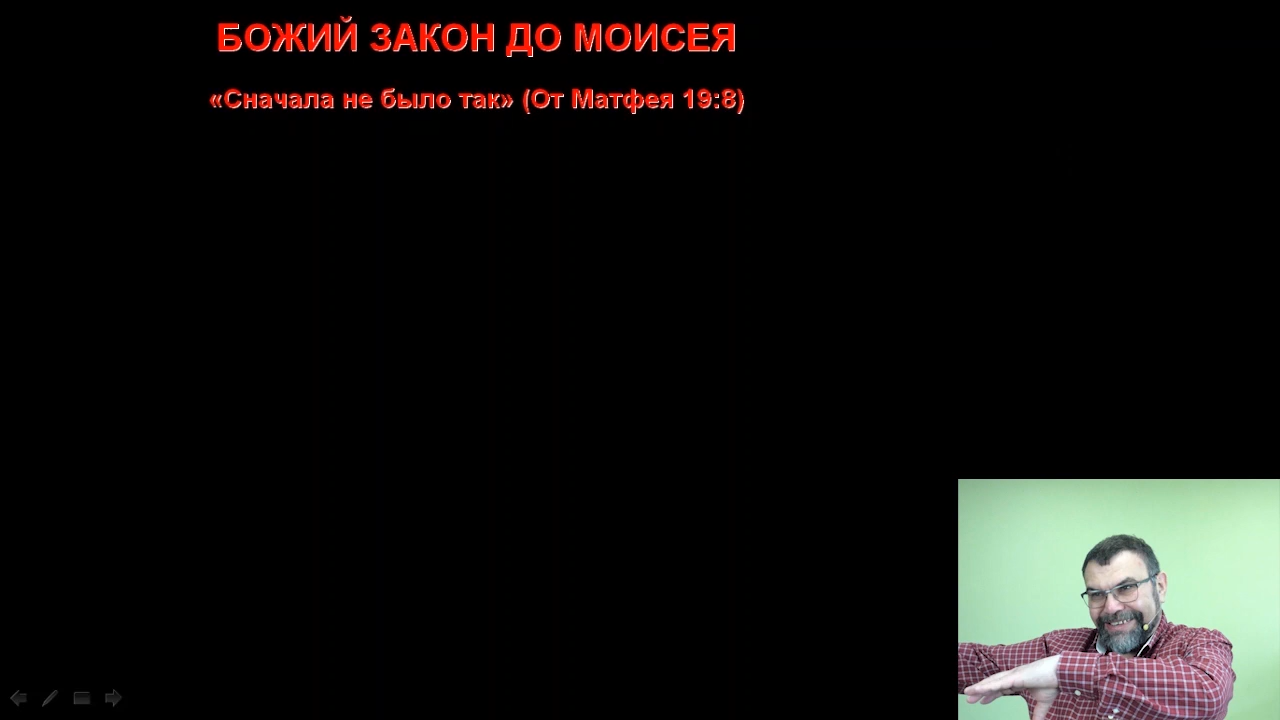 БОЖИЙ ЗАКОН ДО МОИСЕЯ
«Сначала не было так» (От Матфея 19:8)